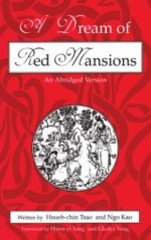 A Dream of
Red Mansions
An Abridged Version
Written by Hsueh-chin Tsao and Ngo Kao
Translated by Hsien-yi Yang and Gladys Yang